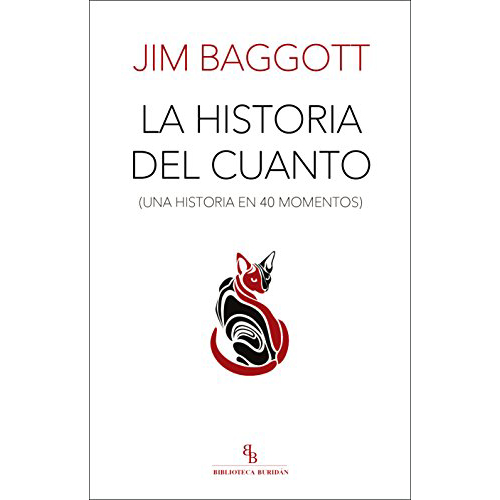 JIM BAGGOTT
LA HISTORIA
DEL CUANTO
(UNA HISTORIA EN 40 MOMENTOS)
BB
BIBLIOTECA BURIDÁN